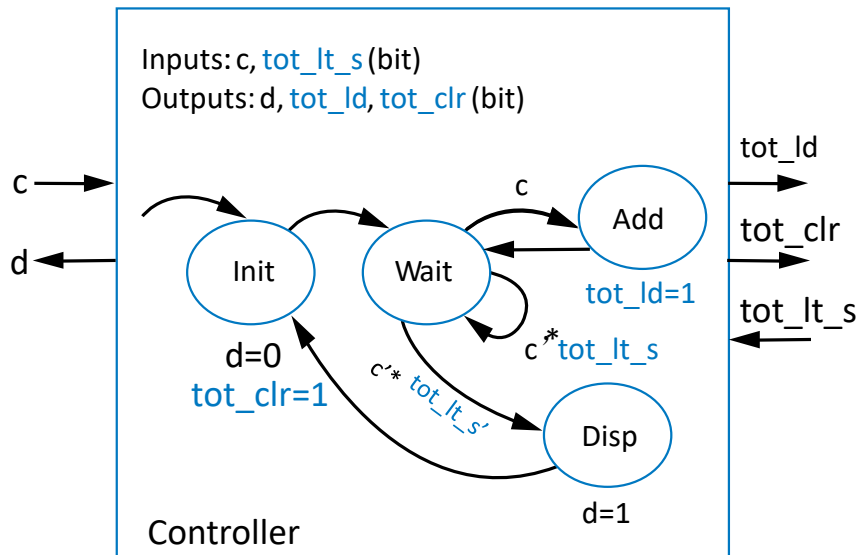 Inputs: c, tot_lt_s (bit)
Outputs: d, tot_ld, tot_clr (bit)
tot_ld
c
c
Add
tot_clr
d
Init
Wait
tot_ld=1
tot_lt_s
c'*tot_lt_s
d=0
c'* tot_lt_s'
tot_clr=1
Disp
d=1
Controller